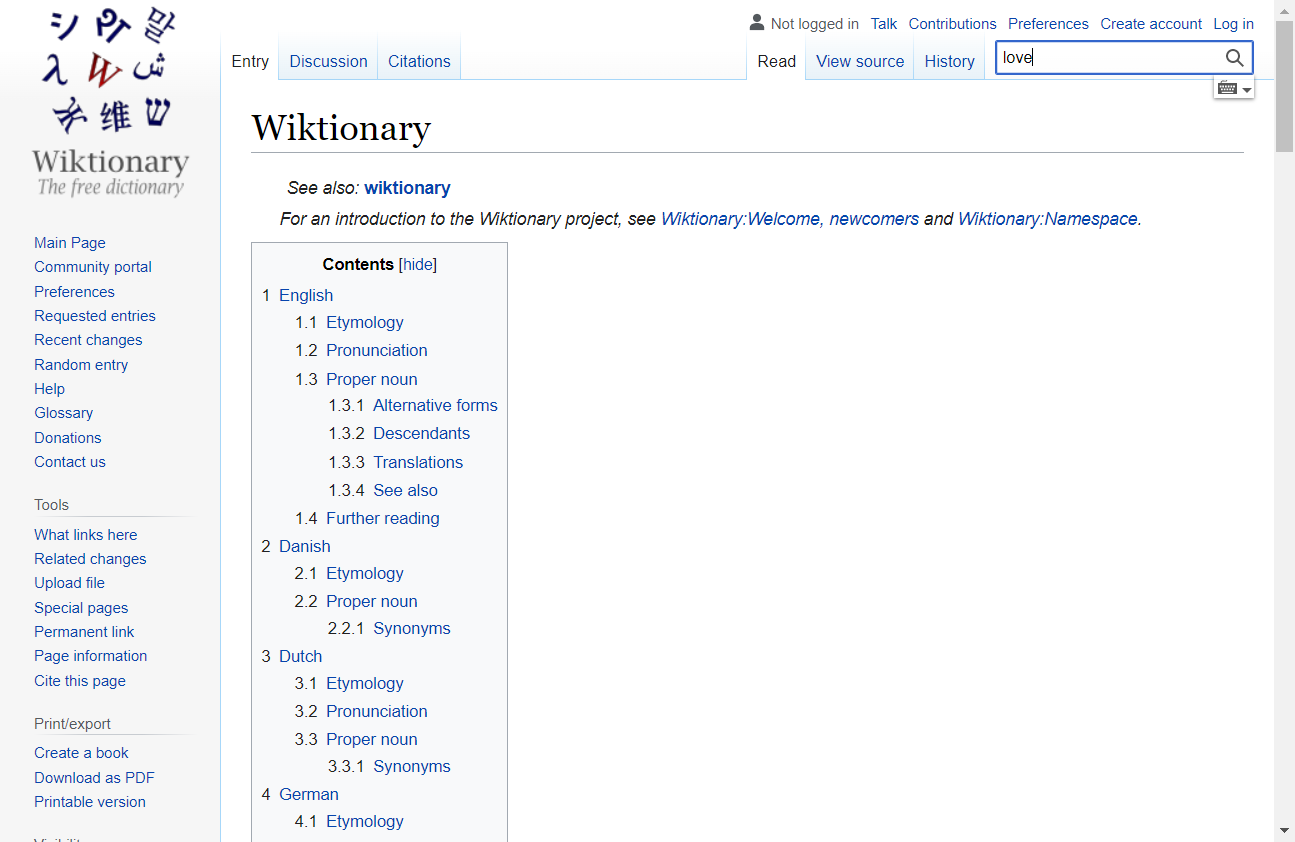 Not logged in Talk Contributions Preferences Create account Log in
Entry Discussion Citations Read View source History love
シ ற 말
λ W ش
维 ש
Wiktionary
The free dictionary
Main Page
Community portal
Preferences
Requested entries
Recent changes
Random entry
Help
Glossary
Donations
Contact us
Tools
What links here
Related changes
Upload file
Special pages
Permanent link
Page information
Cite this page
Print/export
Create a book
Download as PDF
Printable version
Wiktionary
See also: wiktionary
For an introduction to the Wiktionary project, see Wiktionary:Welcome, newcomers and Wiktionary:Namespace.
Contents [hide]
1 English
1.1 Etymology
1.2 Pronunciation
1.3 Proper noun
1.3.1 Alternative forms
1.3.2 Descendants
1.3.3 Translations
1.3.4 See also
1.4 Further reading
2 Danish
2.1 Etymology
2.2 Proper noun
2.2.1 Synonyms
3 Dutch
3.1 Etymology
3.2 Pronunciation
3.3 Proper noun
3.3.1 Synonyms
4 German
4.1 Etymology